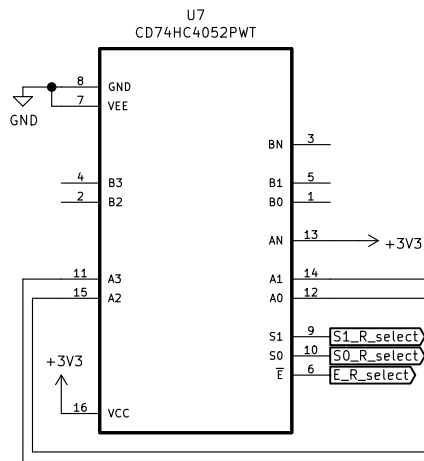 U7
CD74HC4052PWT
8 GND
7 VEE
GND
BN 3
4 B3
B1 5
2 B2
B0 1
AN 13 +3V3
11 A3
A1 14
15 A2
A0 12
S1 9 S1_R_select
S0 10 S0_R_select
+3V3
E 6 E_R_select
16 VCC